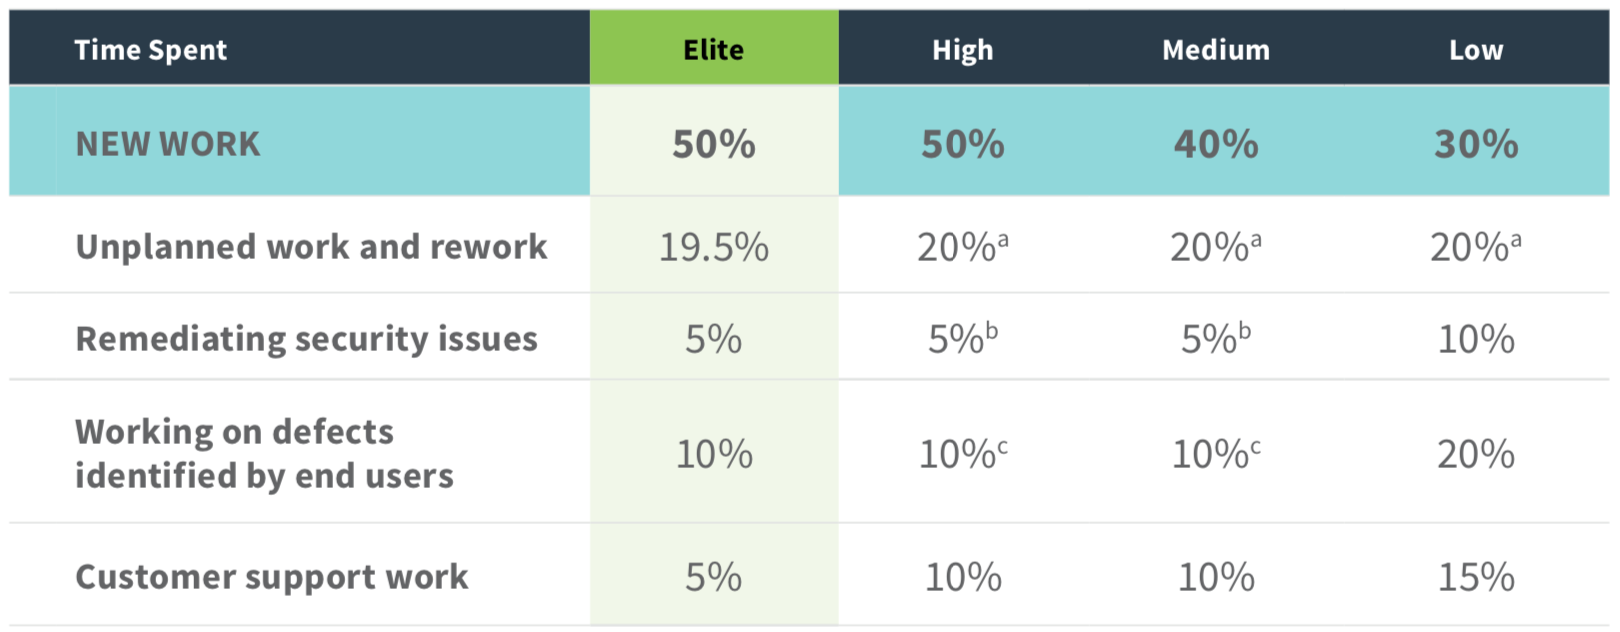 Time Spent Elite High Medium Low
NEW WORK 50% 50% 40% 30%
Unplanned work and rework 19.5% 20%ᵃ 20%ᵃ 20%ᵃ
Remediating security issues 5% 5%ᵇ 5%ᵇ 10%
Working on defects
identified by end users 10% 10%ᶜ 10%ᶜ 20%
Customer support work 5% 10% 10% 15%